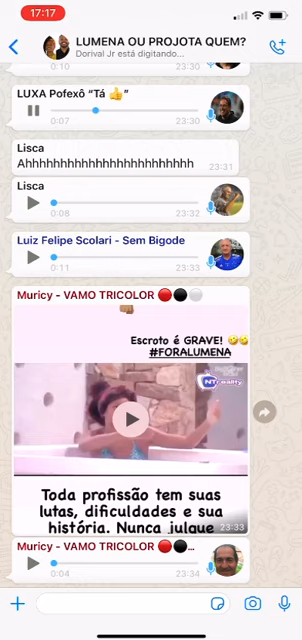 17:17
LUMENA OU PROJOTA QUEM?
Dorival Jr está digitando...
0:10
23:30
LUXA Pofexô “Tá 👍”
0:07
23:30
Lisca
Ahhhhhhhhhhhhhhhhhhhhhhhhh
23:31
Lisca
0:08
23:32
Luiz Felipe Scolari - Sem Bigode
0:11
23:33
Muricy - VAMO TRICOLOR 🔴⚫⚪
👊🏽
Escroto é GRAVE! 🤣🤣
#FORALUMENA
NTreality
Toda profissão tem suas
lutas, dificuldades e sua
história. Nunca julgue
23:33
Muricy - VAMO TRICOLOR 🔴⚫...
0:04
23:34